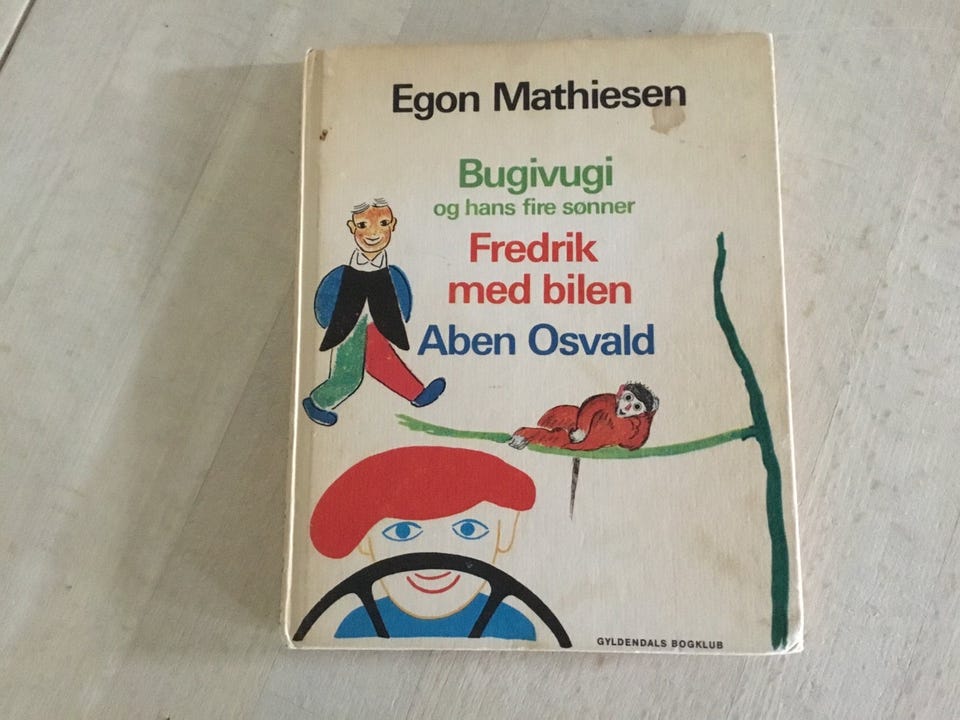 Egon Mathiesen
Bugivugi
og hans fire sønner
Fredrik
med bilen
Aben Osvald
GYLDENDALS BOGKLUB